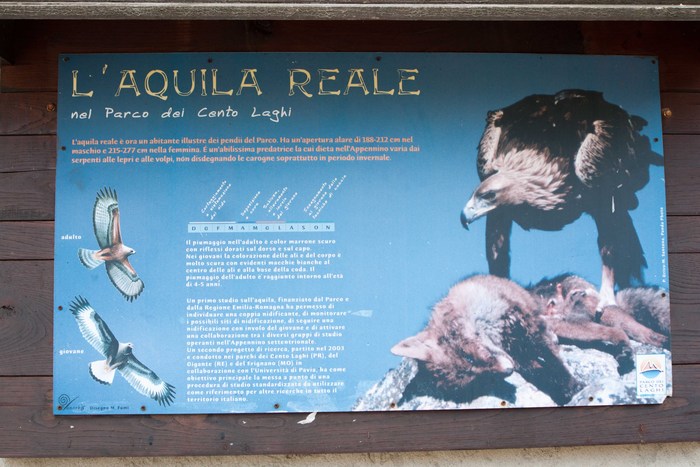 L'AQUILA REALE
nel Parco dei Cento Laghi
L'aquila reale è ora un abitante illustre dei pendii del Parco. Ha un'apertura alare di 188-212 cm nel
maschio e 215-277 cm nella femmina. È un'abilissima predatrice la cui dieta nell'Appennino varia dai
serpenti alle lepri e alle volpi, non disdegnando le carogne soprattutto in periodo invernale.
D G F M A M G L A S O N
adulto
giovane
Il piumaggio nell'adulto è color marrone scuro
con riflessi dorati sul dorso e sul capo.
Nei giovani la colorazione delle ali e del corpo è
molto scura con evidenti macchie bianche al
centro delle ali e alla base della coda. Il
piumaggio dell'adulto è raggiunto intorno all'età
di 4-5 anni.
Un primo studio sull'aquila, finanziato dal Parco e
dalla Regione Emilia-Romagna ha permesso di
individuare una coppia nidificante, di monitorare
i possibili siti di nidificazione, di seguire una
nidificazione con involo del giovane e di attivare
una collaborazione tra i diversi gruppi di studio
operanti nell'Appennino settentrionale.
Un secondo progetto di ricerca, partito nel 2003
e condotto nei parchi dei Cento Laghi (PR), del
Gigante (RE) e del Frignano (MO) in
collaborazione con l'Università di Pavia, ha come
obiettivo principale la messa a punto di una
procedura di studio standardizzata da utilizzare
come riferimento per altre ricerche in tutto il
territorio italiano.
CENTO
LAGHI